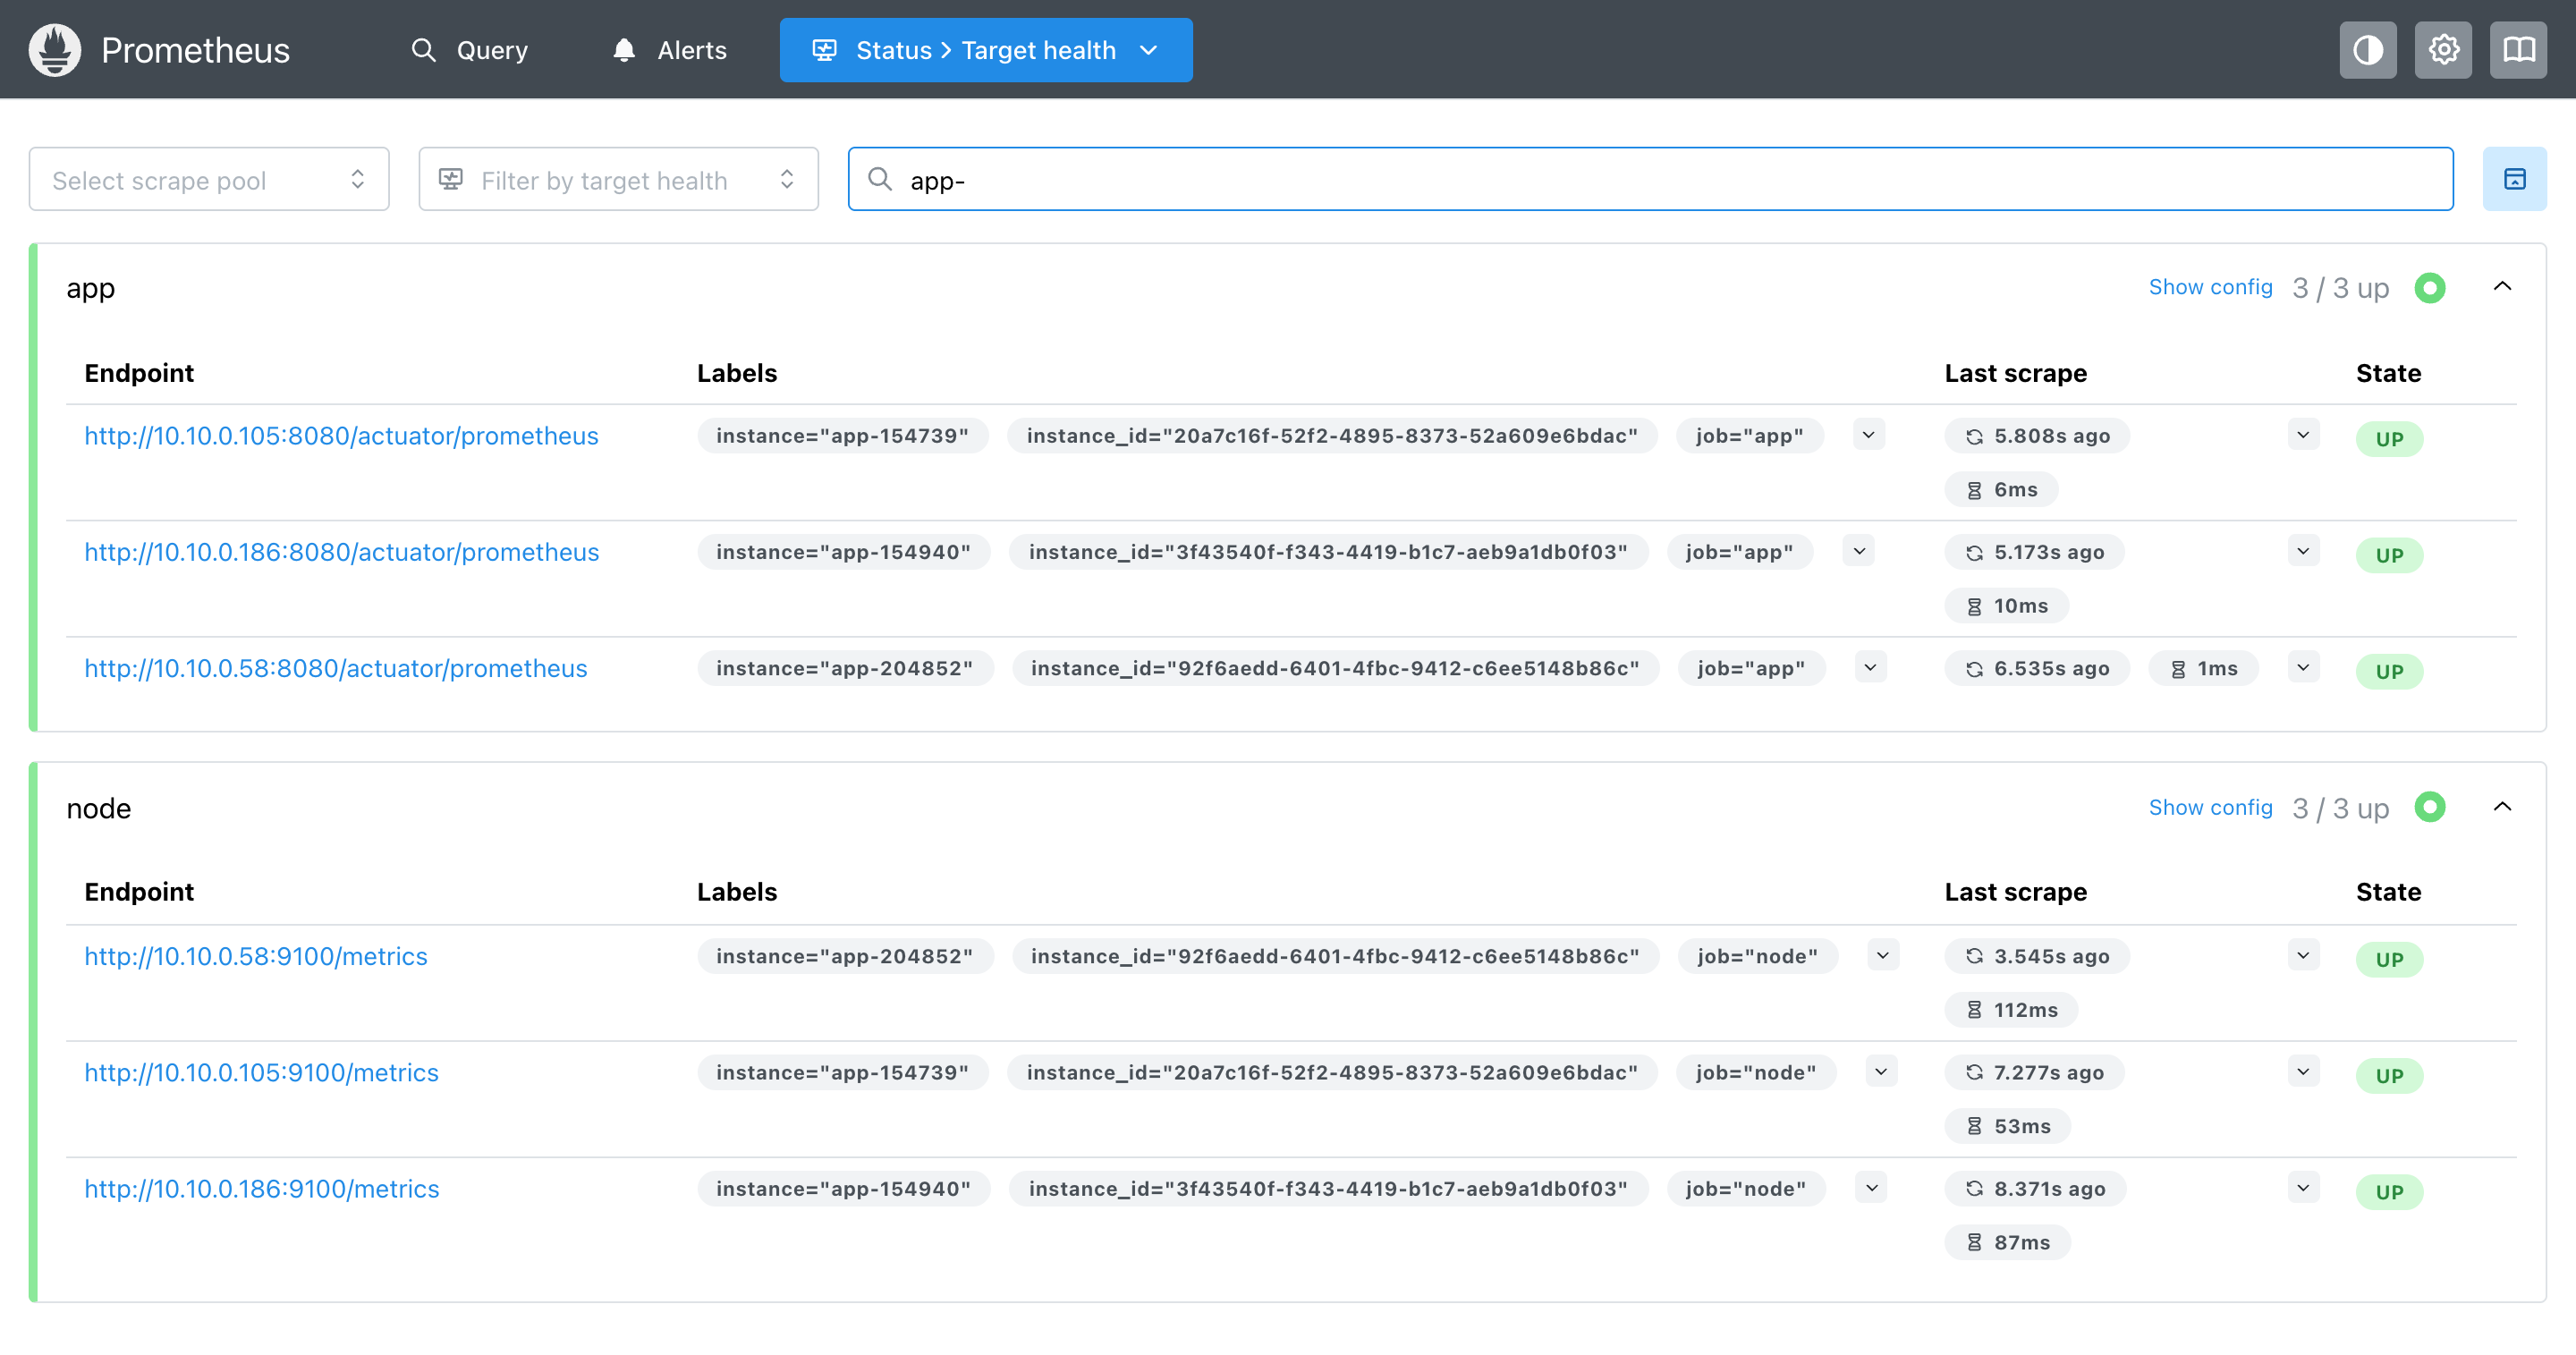 Prometheus Query Alerts Status > Target health
Select scrape pool Filter by target health app-
app Show config 3 / 3 up
Endpoint Labels Last scrape State
http://10.10.0.105:8080/actuator/prometheus instance="app-154739" instance_id="20a7c16f-52f2-4895-8373-52a609e6bdac" job="app" 5.808s ago UP
6ms
http://10.10.0.186:8080/actuator/prometheus instance="app-154940" instance_id="3f43540f-f343-4419-b1c7-aeb9a1db0f03" job="app" 5.173s ago UP
10ms
http://10.10.0.58:8080/actuator/prometheus instance="app-204852" instance_id="92f6aedd-6401-4fbc-9412-c6ee5148b86c" job="app" 6.535s ago 1ms UP
node Show config 3 / 3 up
Endpoint Labels Last scrape State
http://10.10.0.58:9100/metrics instance="app-204852" instance_id="92f6aedd-6401-4fbc-9412-c6ee5148b86c" job="node" 3.545s ago UP
112ms
http://10.10.0.105:9100/metrics instance="app-154739" instance_id="20a7c16f-52f2-4895-8373-52a609e6bdac" job="node" 7.277s ago UP
53ms
http://10.10.0.186:9100/metrics instance="app-154940" instance_id="3f43540f-f343-4419-b1c7-aeb9a1db0f03" job="node" 8.371s ago UP
87ms